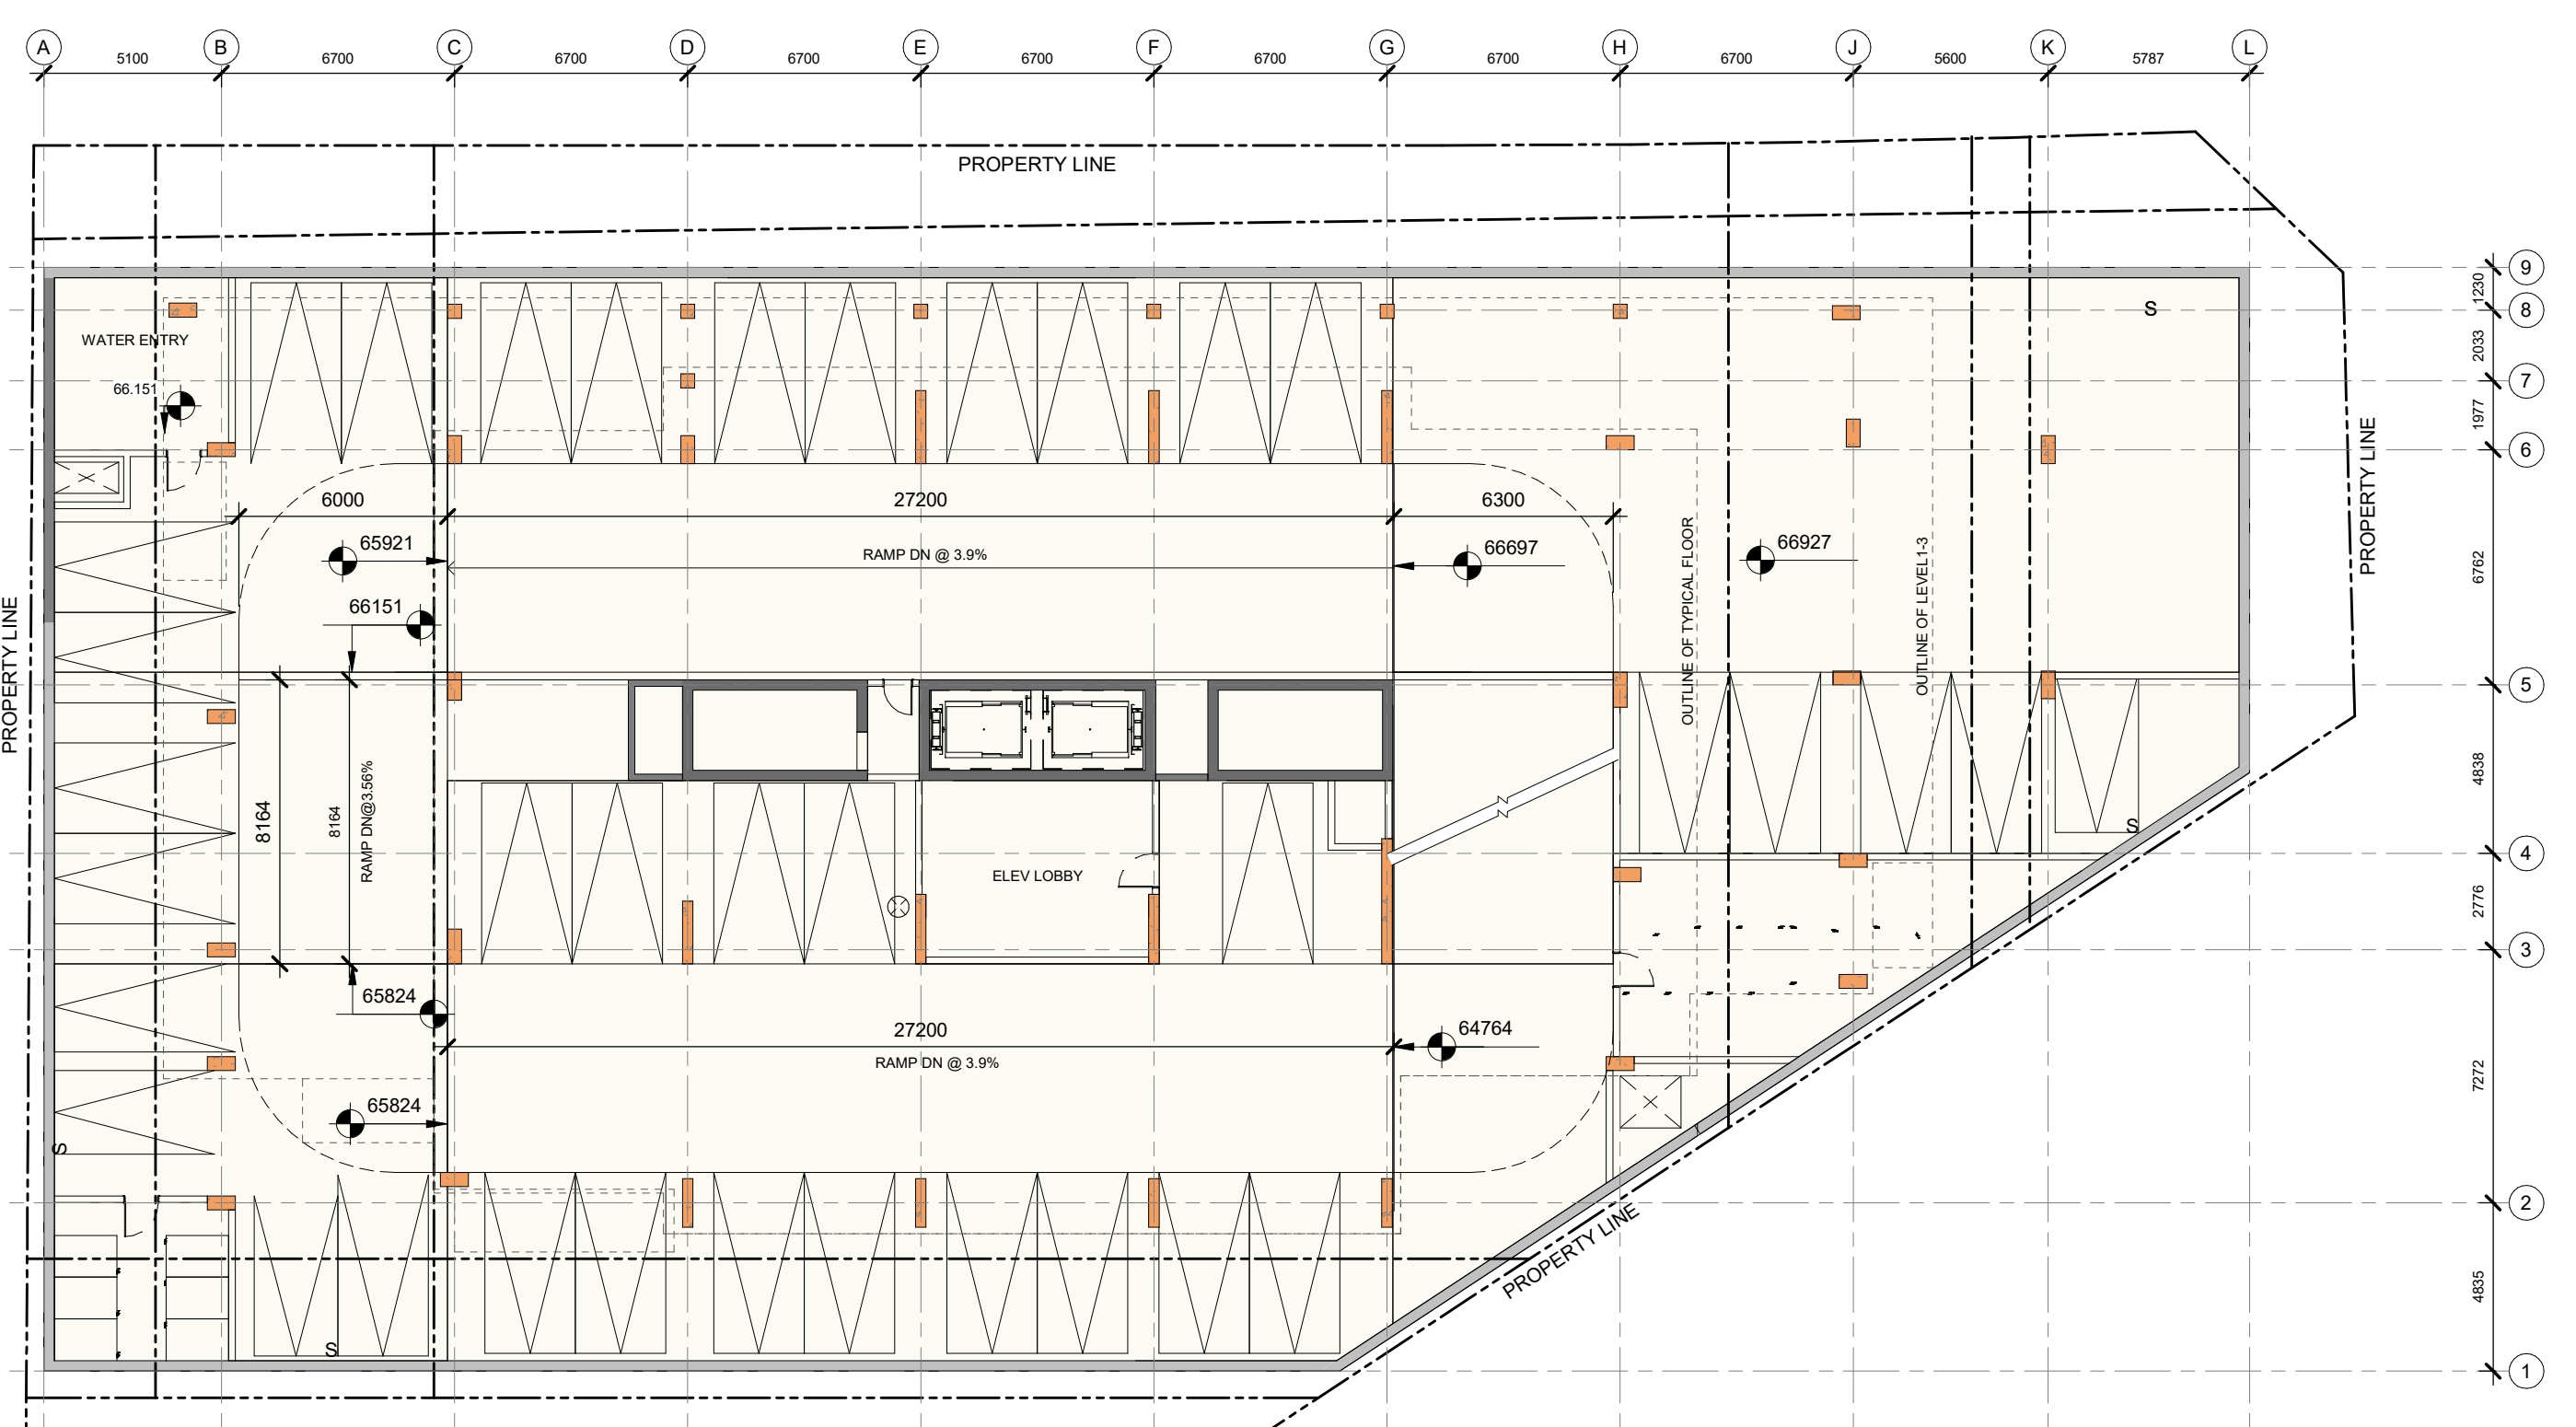 A B C D E F G H J K L
5100 6700 6700 6700 6700 6700 6700 6700 5600 5787
PROPERTY LINE
9
1230
8
S
2033
WATER ENTRY
7
66.151
1977
6
PROPERTY LINE
6000 27200 6300
OUTLINE OF TYPICAL FLOOR
OUTLINE OF LEVEL1-3
65921
RAMP DN @ 3.9%
66697
66927
6762
66151
PROPERTY LINE
5
4838
8164
8164
RAMP DN@3.56%
S
4
ELEV LOBBY
2776
3
65824
27200
64764
RAMP DN @ 3.9%
7272
65824
S
2
PROPERTY LINE
4835
S
1